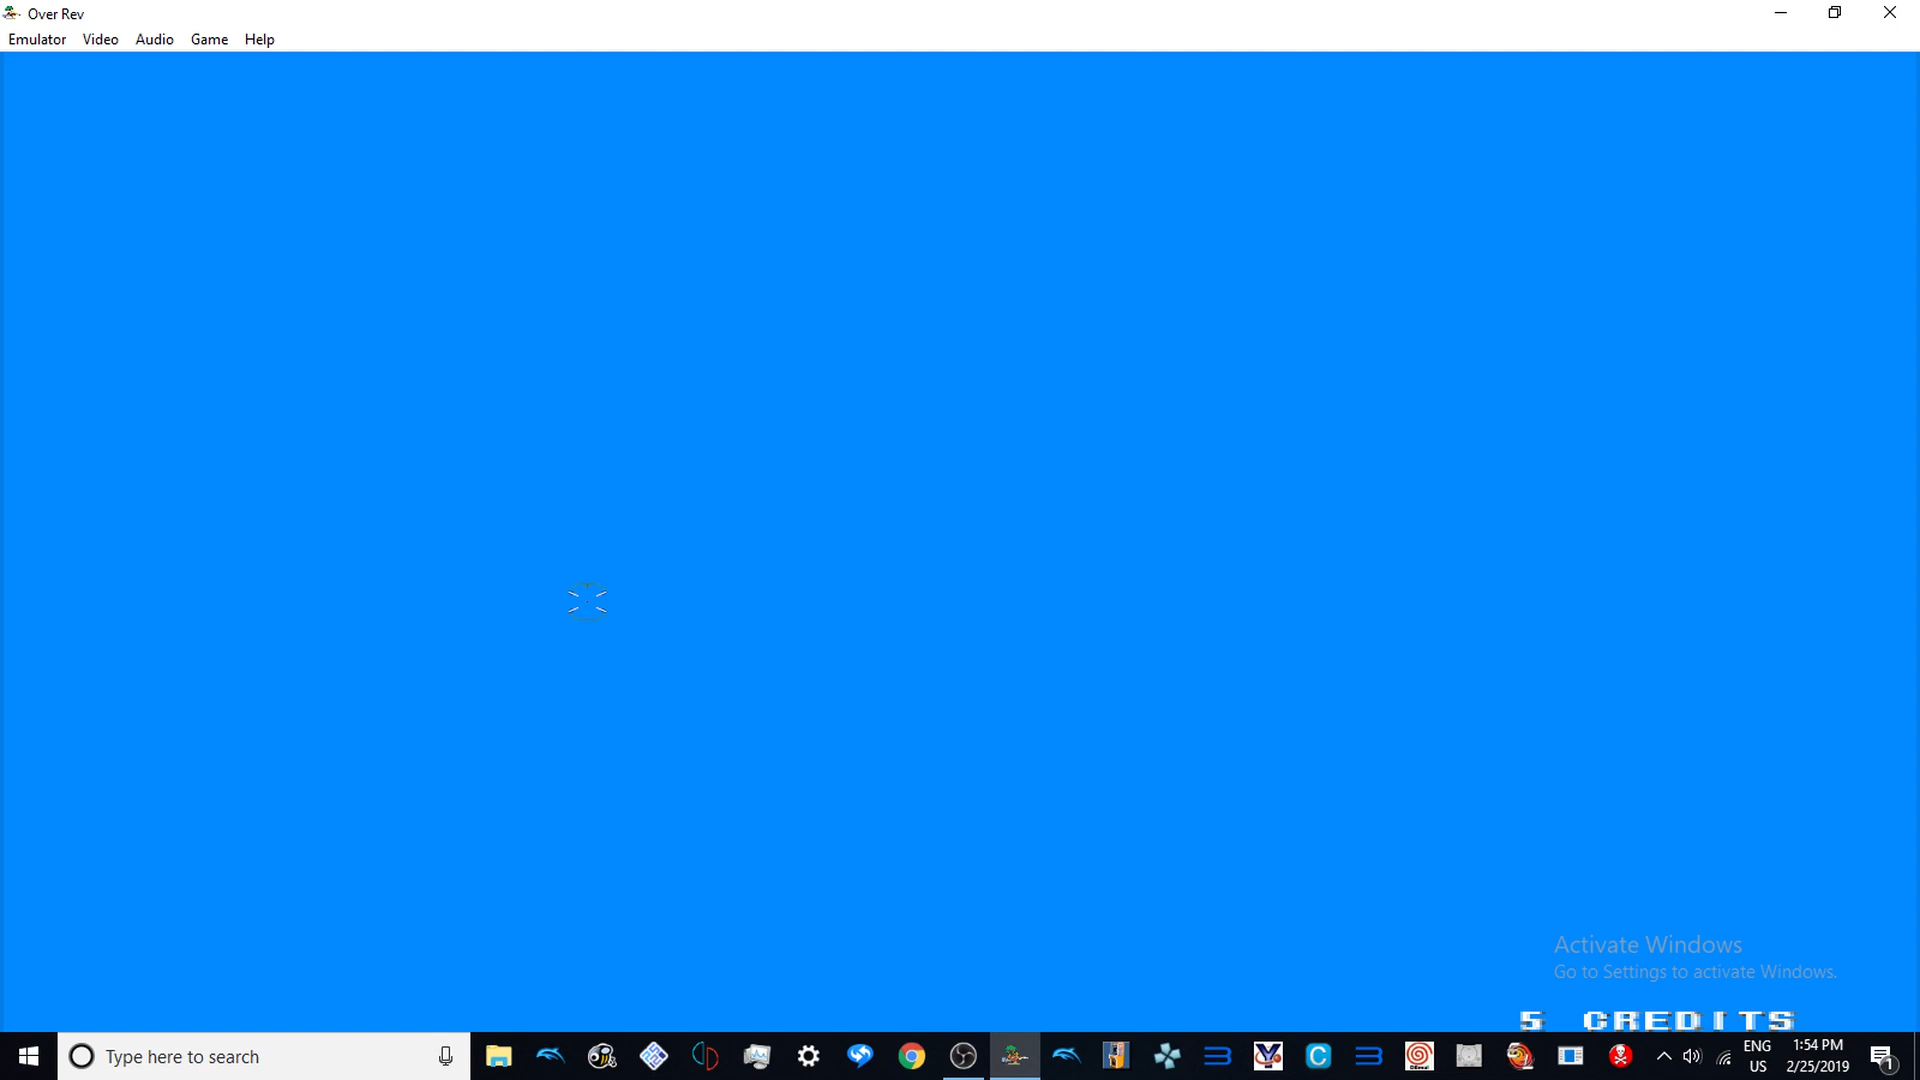 Over Rev
Emulator Video Audio Game Help
Activate Windows
Go to Settings to activate Windows.
5 CREDITS
Type here to search
ENG
US
1:54 PM
2/25/2019
1